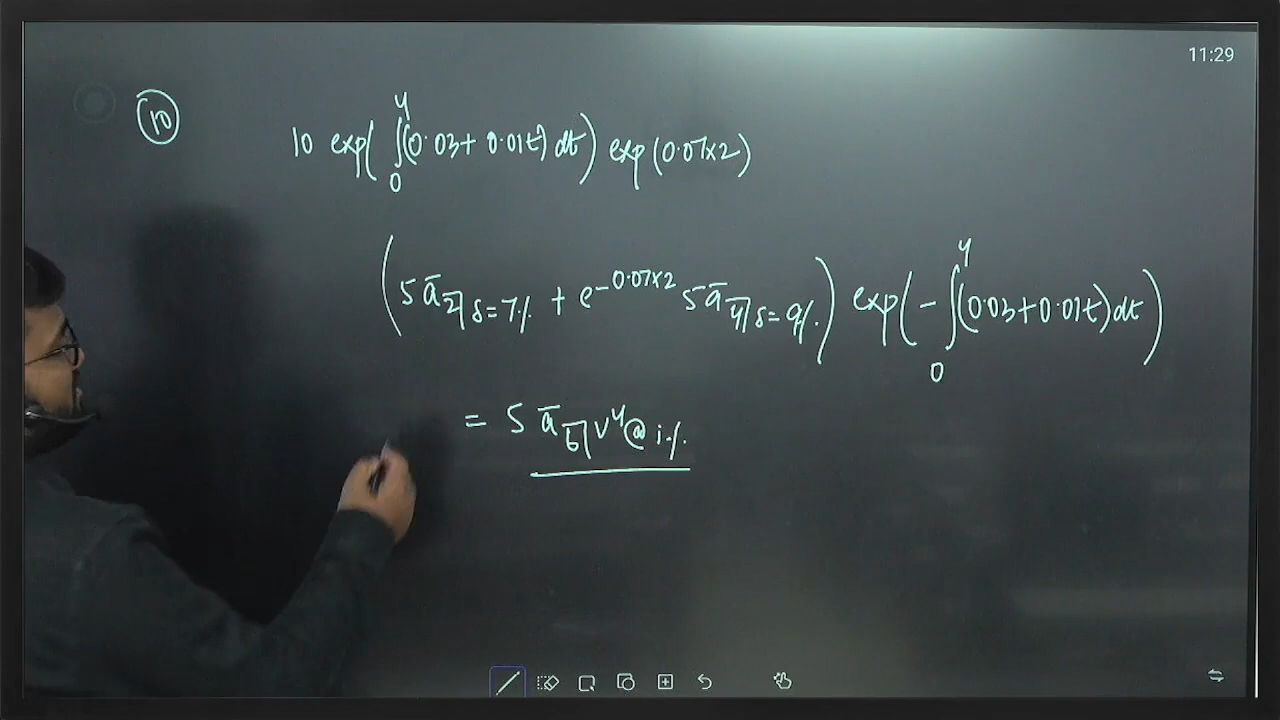 11:29
(10) 10 exp(∫₀⁴(0.03+ 0.01t) dt) exp(0.07×2)
(5 ā₂̅| δ=7% + e^(-0.07×2) 5 ā₄̅| δ=9%.) exp(-∫₀⁴(0.03+0.01t)dt)
= 5 ā₆̅| v⁴@ i.%.